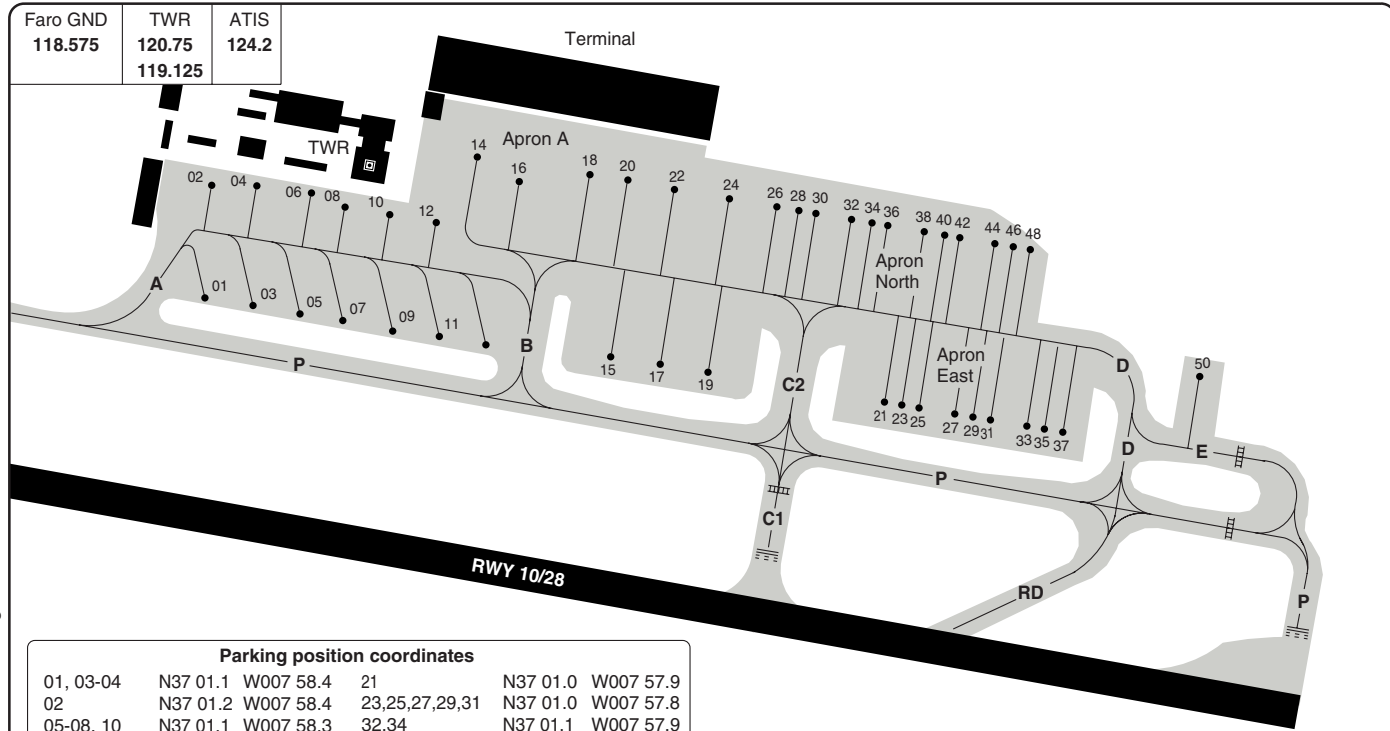 Faro GND TWR ATIS
118.575 120.75 124.2
119.125
Terminal
TWR
Apron A
14
16
18
20
22
24
26 28 30
32 34 36
38 40 42
44 46 48
02 04 06 08 10 12
Apron
North
A
01
03
05
07
09
11
B
P
15
17
19
C2
Apron
East
D
50
21 23 25
27 29 31
33 35 37
D
E
P
C1
RWY 10/28
RD
P
Parking position coordinates
01, 03-04 N37 01.1 W007 58.4 21 N37 01.0 W007 57.9
02 N37 01.2 W007 58.4 23,25,27,29,31 N37 01.0 W007 57.8
05-08, 10 N37 01.1 W007 58.3 32,34 N37 01.1 W007 57.9